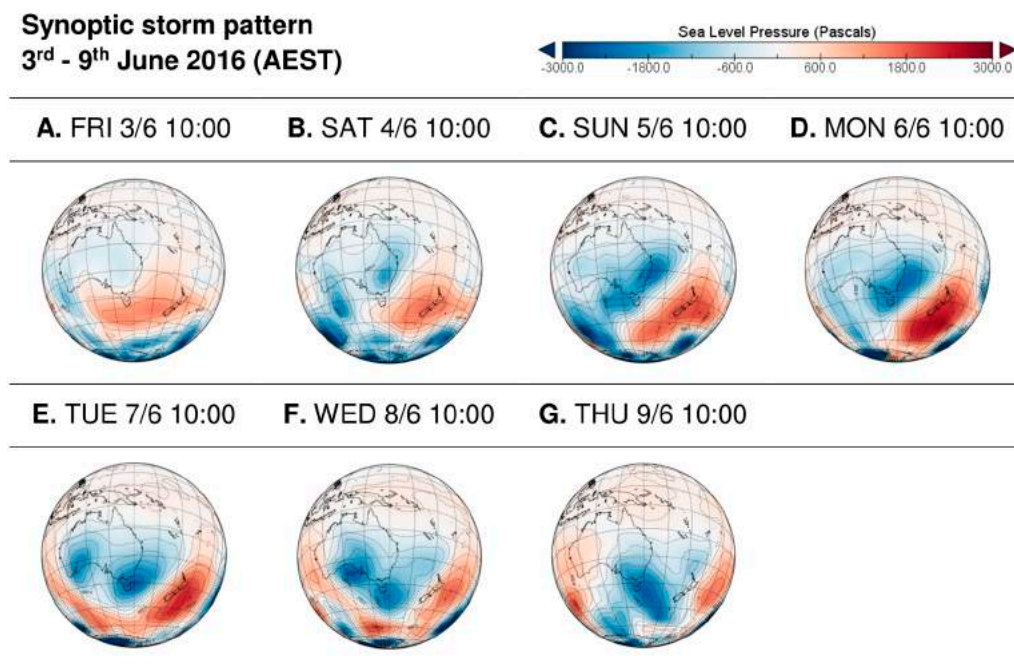 Synoptic storm pattern
3rd - 9th June 2016 (AEST)
Sea Level Pressure (Pascals)
-3000.0 -1800.0 -600.0 600.0 1800.0 3000.0
A. FRI 3/6 10:00 B. SAT 4/6 10:00 C. SUN 5/6 10:00 D. MON 6/6 10:00
E. TUE 7/6 10:00 F. WED 8/6 10:00 G. THU 9/6 10:00